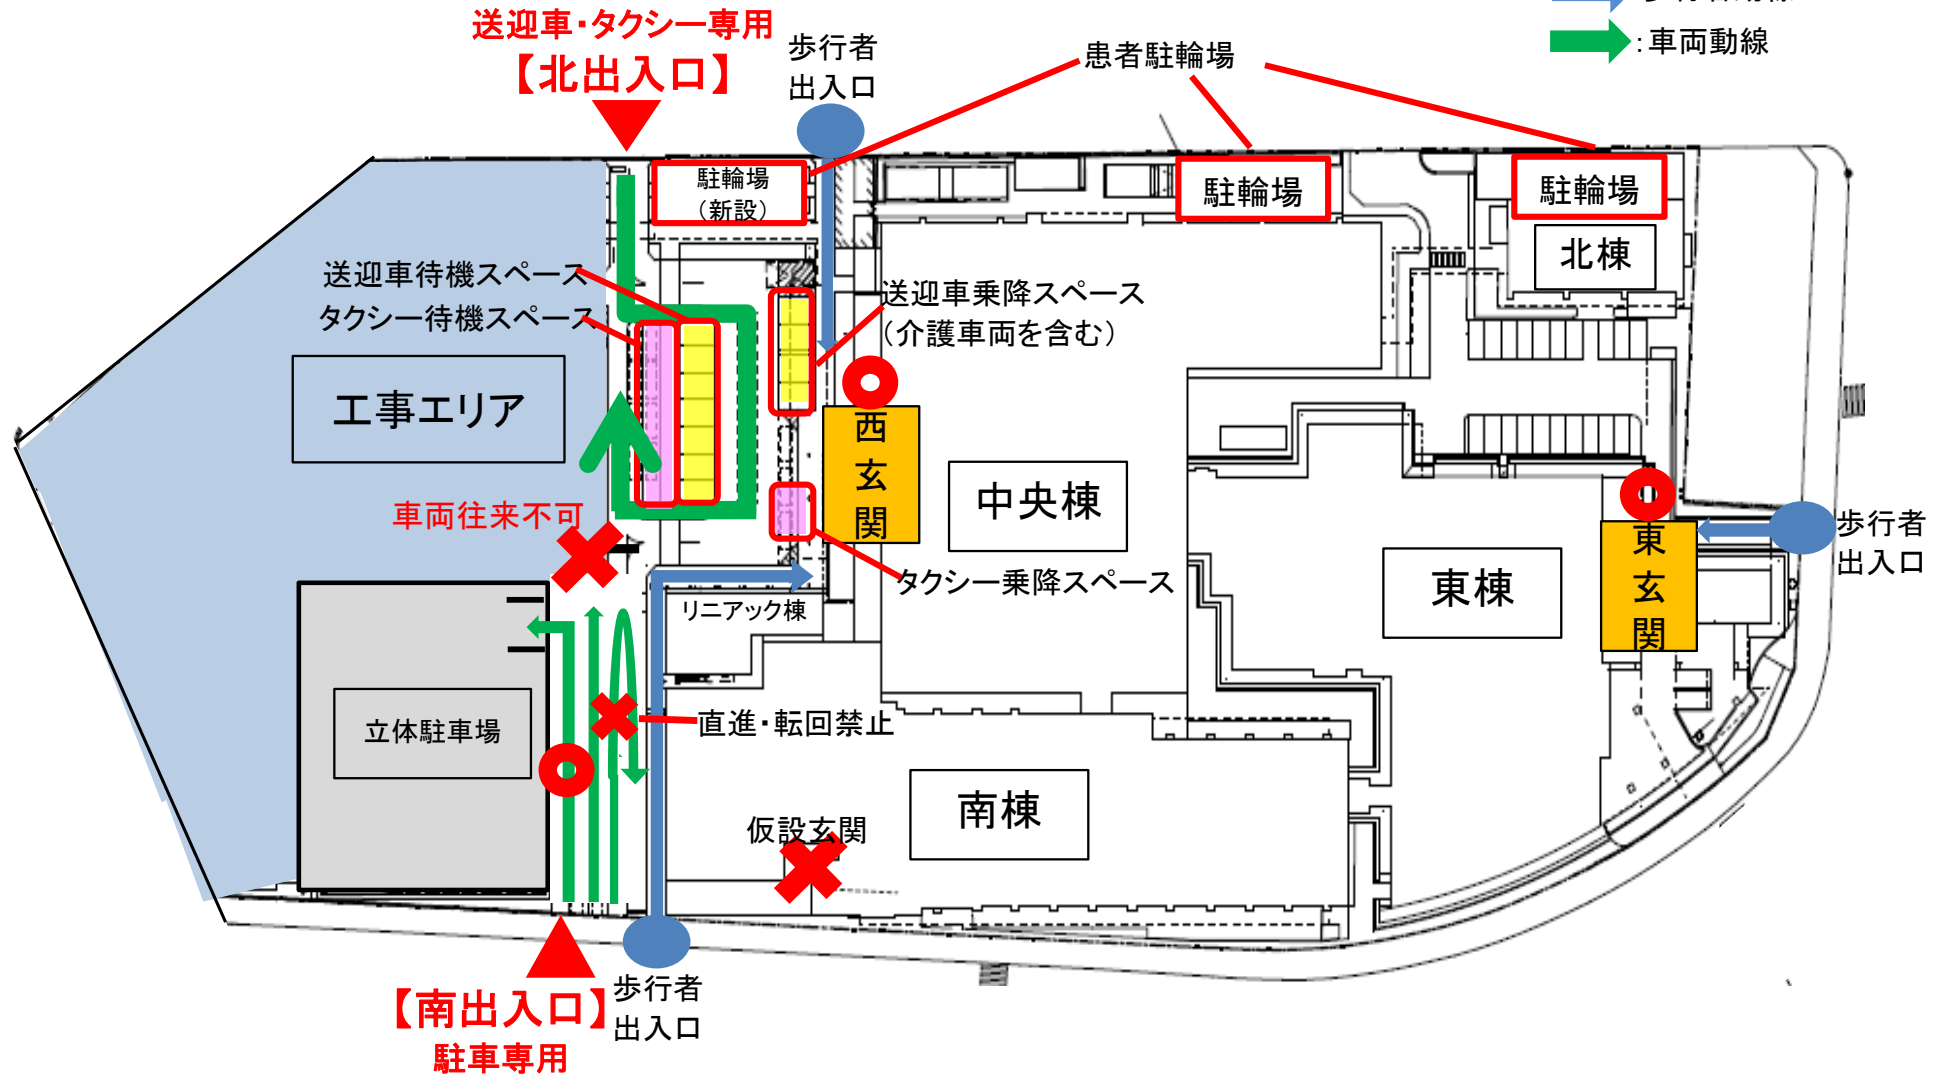 送迎車・タクシー専用
【北出入口】
歩行者
出入口
患者駐輪場
:車両動線
駐輪場
（新設）
駐輪場
駐輪場
北棟
送迎車待機スペース
タクシー待機スペース
送迎車乗降スペース
（介護車両を含む）
工事エリア
西玄関
中央棟
車両往来不可
東棟
東玄関
歩行者
出入口
タクシー乗降スペース
リニアック棟
立体駐車場
直進・転回禁止
南棟
仮設玄関
【南出入口】
駐車専用
歩行者
出入口